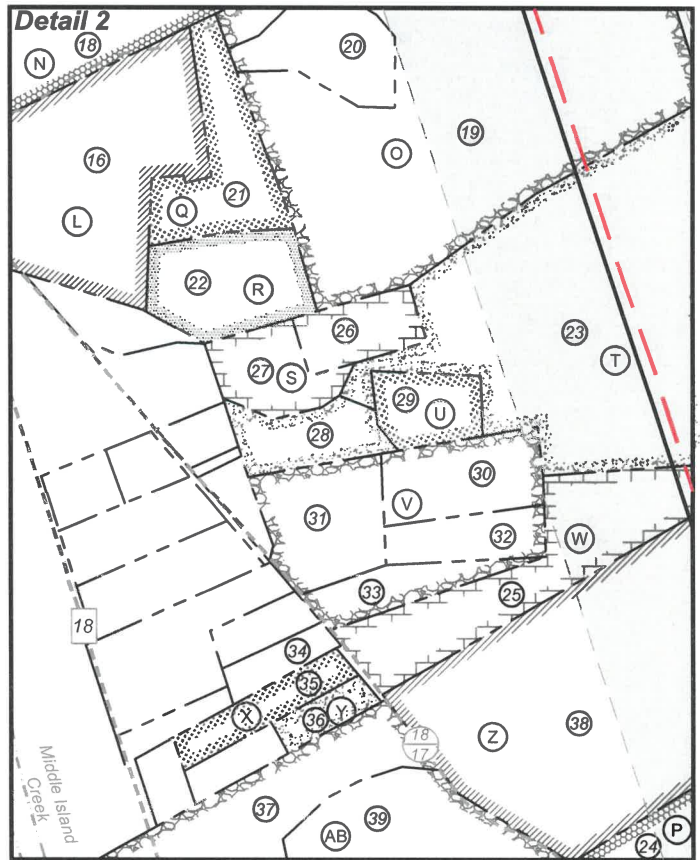 Detail 2
N
18
20
19
16
O
L
21
Q
22
R
26
23
T
27
S
29
U
28
30
31
V
32
W
33
25
18
34
35
36
X
Y
18
17
Z
38
Middle Island
Creek
37
39
AB
24
P